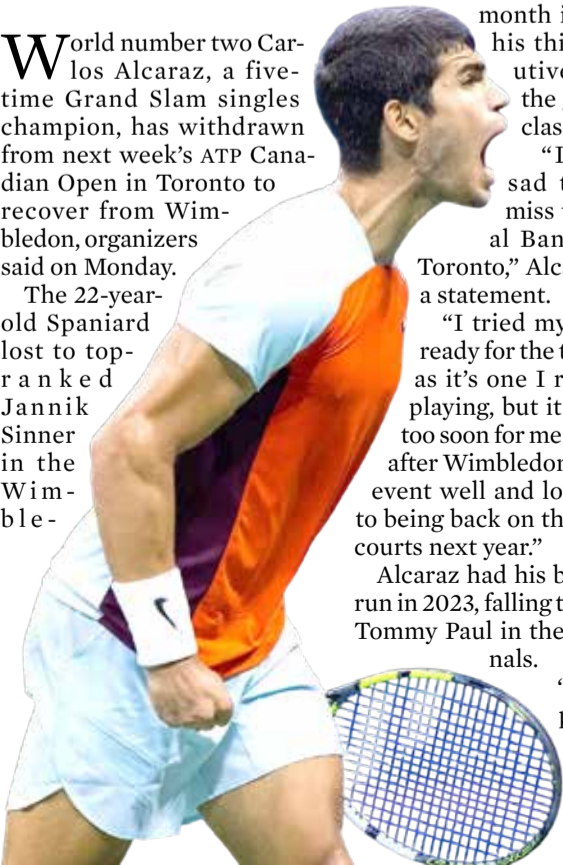 World number two Car-
los Alcaraz, a five-
time Grand Slam singles
champion, has withdrawn
from next week's ATP Cana-
dian Open in Toronto to
recover from Wim-
bledon, organizers
said on Monday.
The 22-year-
old Spaniard
lost to top-
ranked
Jannik
Sinner
in the
Wim-
ble-
month
his
the
"I
sad
miss
al Ban
Toronto," Alc
a statement.
"I tried my
ready for the
as it's one I
playing, but it
too soon for me
after Wimbledon
event well and lo
to being back on th
courts next year."
Alcaraz had his
run in 2023, falling
Tommy Paul in the
nals.